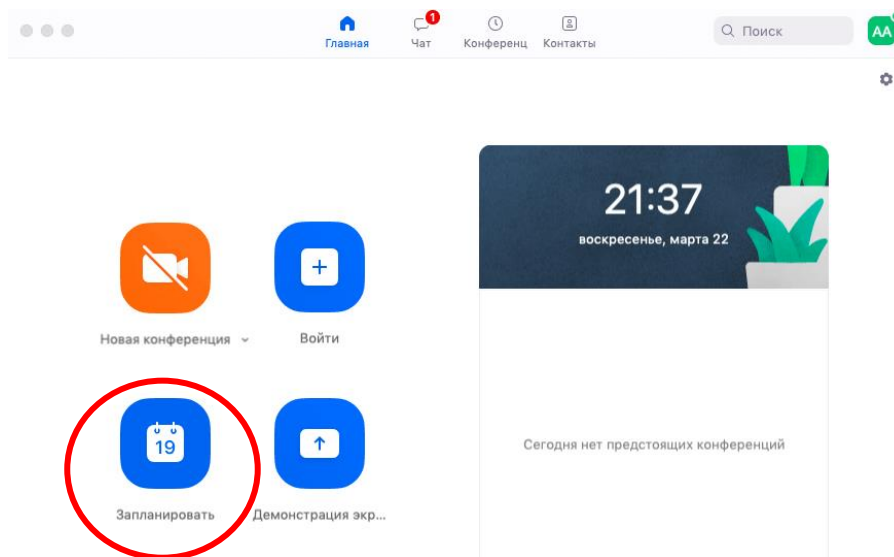 1
Главная
Чат
Конференц
Контакты
Поиск
АА
21:37
воскресенье, марта 22
Новая конференция
Войти
19
Запланировать
Демонстрация экр...
Сегодня нет предстоящих конференций